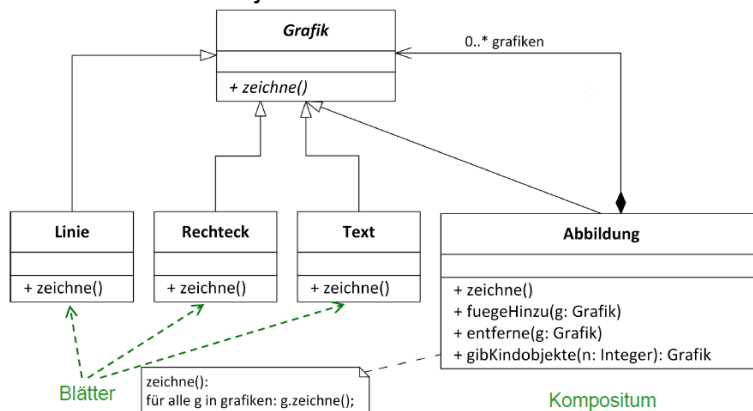 Grafik
0..* grafiken
+ zeichne()
Linie
+ zeichne()
Rechteck
+ zeichne()
Text
+ zeichne()
Abbildung
+ zeichne()
+ fuegeHinzu(g: Grafik)
+ entferne(g: Grafik)
+ gibKindobjekte(n: Integer): Grafik
Blätter
zeichne():
für alle g in grafiken: g.zeichne();
Kompositum